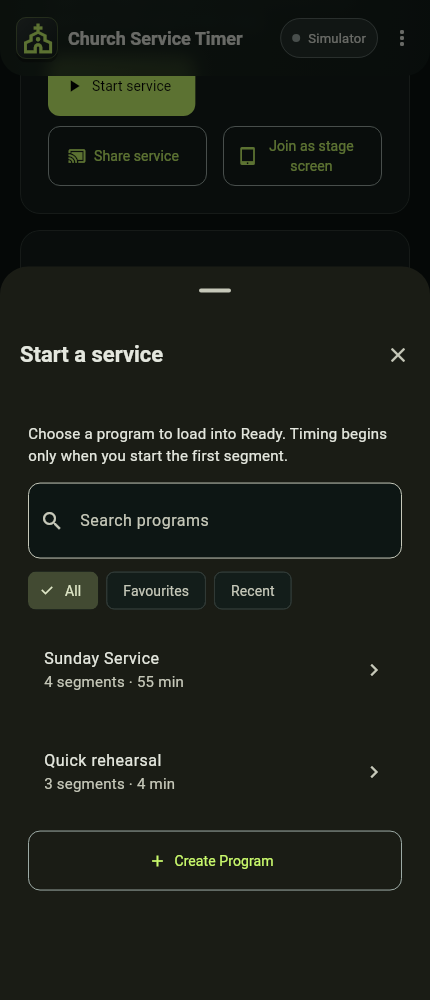 Church Service Timer
Simulator
Start service
Share service
Join as stage
screen
Start a service
Choose a program to load into Ready. Timing begins
only when you start the first segment.
Search programs
All
Favourites
Recent
Sunday Service
4 segments · 55 min
Quick rehearsal
3 segments · 4 min
Create Program